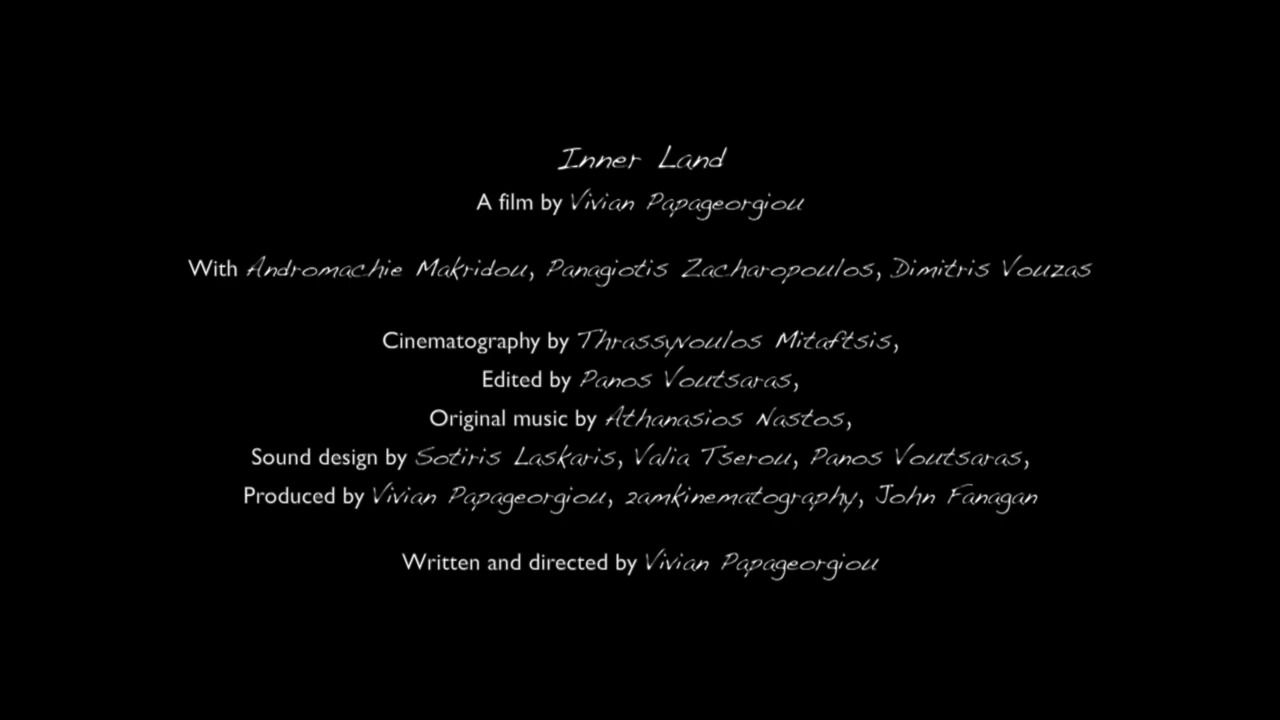 Inner Land
A film by Vivian Papageorgiou
With Andromachie Makridou, Panagiotis Zacharopoulos, Dimitris Vouzas
Cinematography by Thrassyvoulos Mitaftsis,
Edited by Panos Voutsaras,
Original music by Athanasios Nastos,
Sound design by Sotiris Laskaris, Valia Tserou, Panos Voutsaras,
Produced by Vivian Papageorgiou, 2amkinematography, John Fanagan
Written and directed by Vivian Papageorgiou